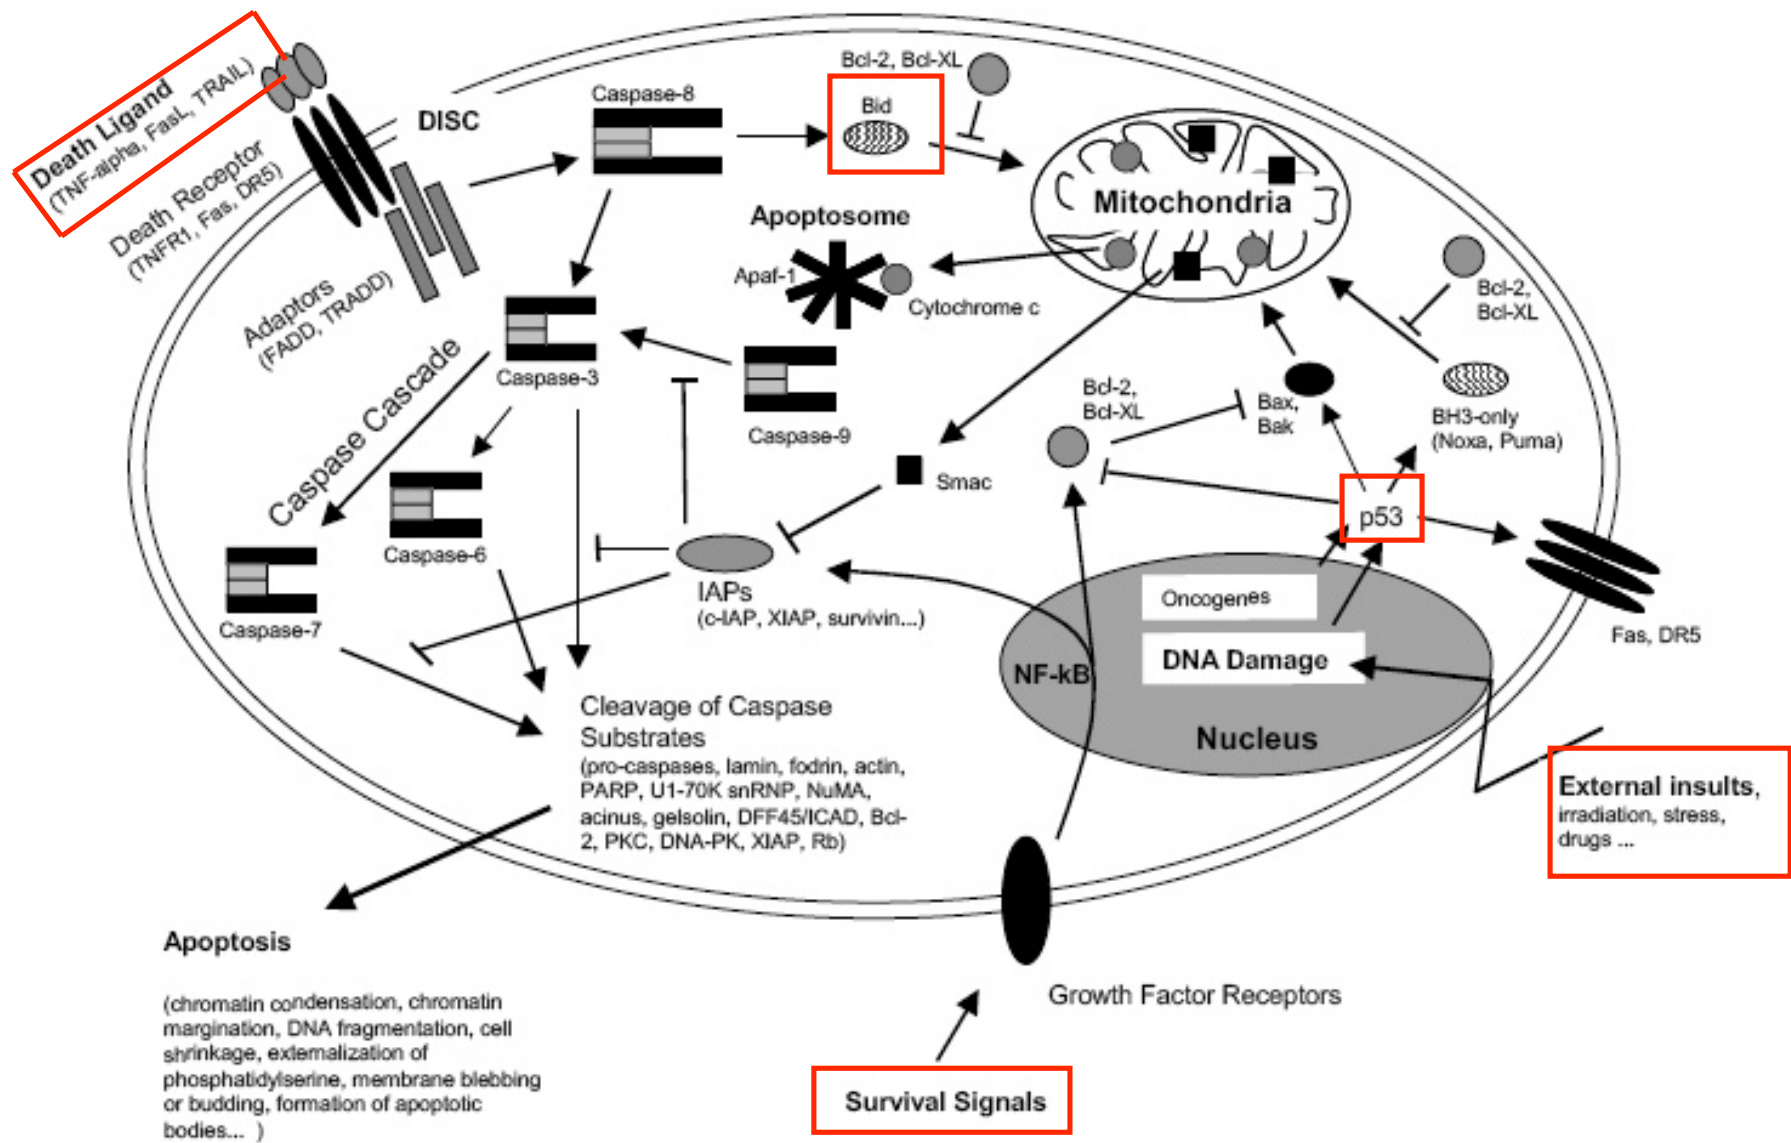 Death Ligand
(TNF-alpha, FasL, TRAIL)
Death Receptor
(TNFR1, Fas, DR5)
Adaptors
(FADD, TRADD)
DISC
Caspase-8
Bcl-2, Bcl-XL
Bid
Mitochondria
Apoptosome
Apaf-1
Cytochrome c
Bcl-2,
Bcl-XL
Caspase-3
Caspase Cascade
Caspase-9
Bcl-2,
Bcl-XL
Bax,
Bak
BH3-only
(Noxa, Puma)
Smac
p53
Caspase-6
Caspase-7
IAPs
(c-IAP, XIAP, survivin...)
Oncogenes
DNA Damage
NF-kB
Nucleus
Fas, DR5
Cleavage of Caspase
Substrates
(pro-caspases, lamin, fodrin, actin,
PARP, U1-70K snRNP, NuMA,
acinus, gelsolin, DFF45/ICAD, Bcl-
2, PKC, DNA-PK, XIAP, Rb)
External insults,
irradiation, stress,
drugs ...
Apoptosis
(chromatin condensation, chromatin
margination, DNA fragmentation, cell
shrinkage, externalization of
phosphatidylserine, membrane blebbing
or budding, formation of apoptotic
bodies... )
Growth Factor Receptors
Survival Signals